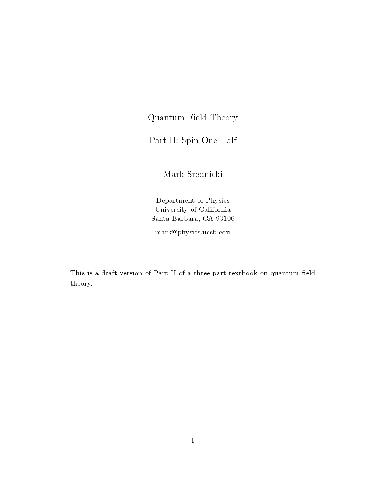 Quantum Field Theory
Part II: Spin One Half
Mark Srednicki
Department of Physics
University of California
Santa Barbara, CA 93106
mark@physics.ucsb.edu
This is a draft version of Part II of a three-part textbook on quantum field
theory.
1